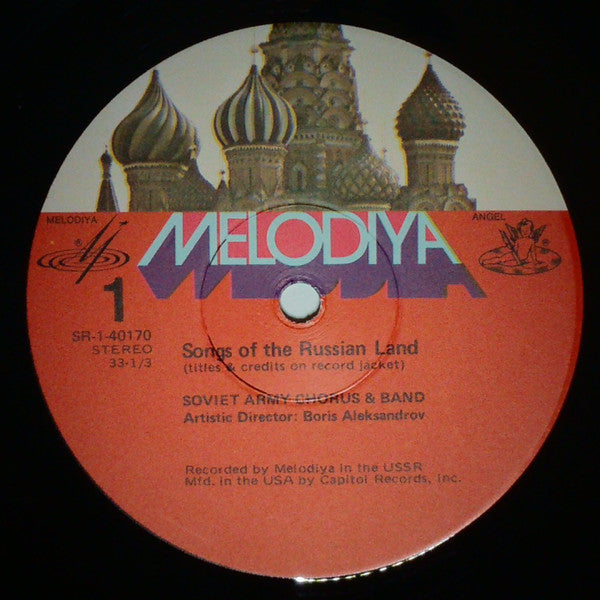 MELODIYA
ANGEL
MELODIYA
®
®
1
SR-1-40170
STEREO
33-1/3
Songs of the Russian Land
(titles & credits on record jacket)
SOVIET ARMY CHORUS & BAND
Artistic Director: Boris Aleksandrov
Recorded by Melodiya in the USSR
Mfd. in the USA by Capitol Records, Inc.